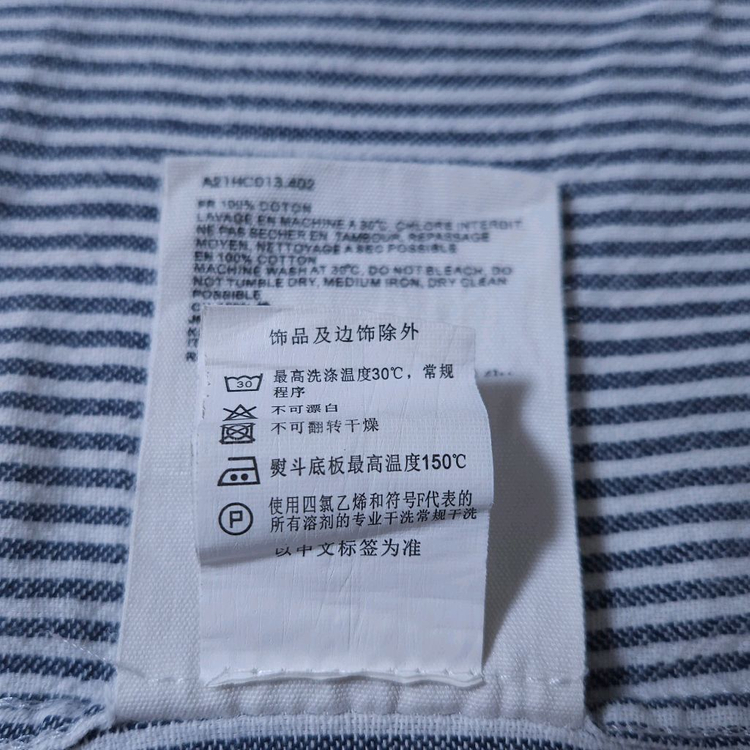 A21HC013.402
FR 100% COTON
LAVAGE EN MACHINE A 30℃, CHLORE INTERDIT
NE PAS SECHER EN TAMBOUR, REPASSAGE
MOYEN, NETTOYAGE A SEC POSSIBLE
EN 100% COTTON
MACHINE WASH AT 30℃, DO NOT BLEACH, DO
NOT TUMBLE DRY, MEDIUM IRON, DRY CLEAN
POSSIBLE
饰品及边饰除外
30 最高洗涤温度30℃，常规
程序
不可漂白
不可翻转干燥
熨斗底板最高温度150℃
P 使用四氯乙烯和符号F代表的
所有溶剂的专业干洗常规干洗
以中文标签为准